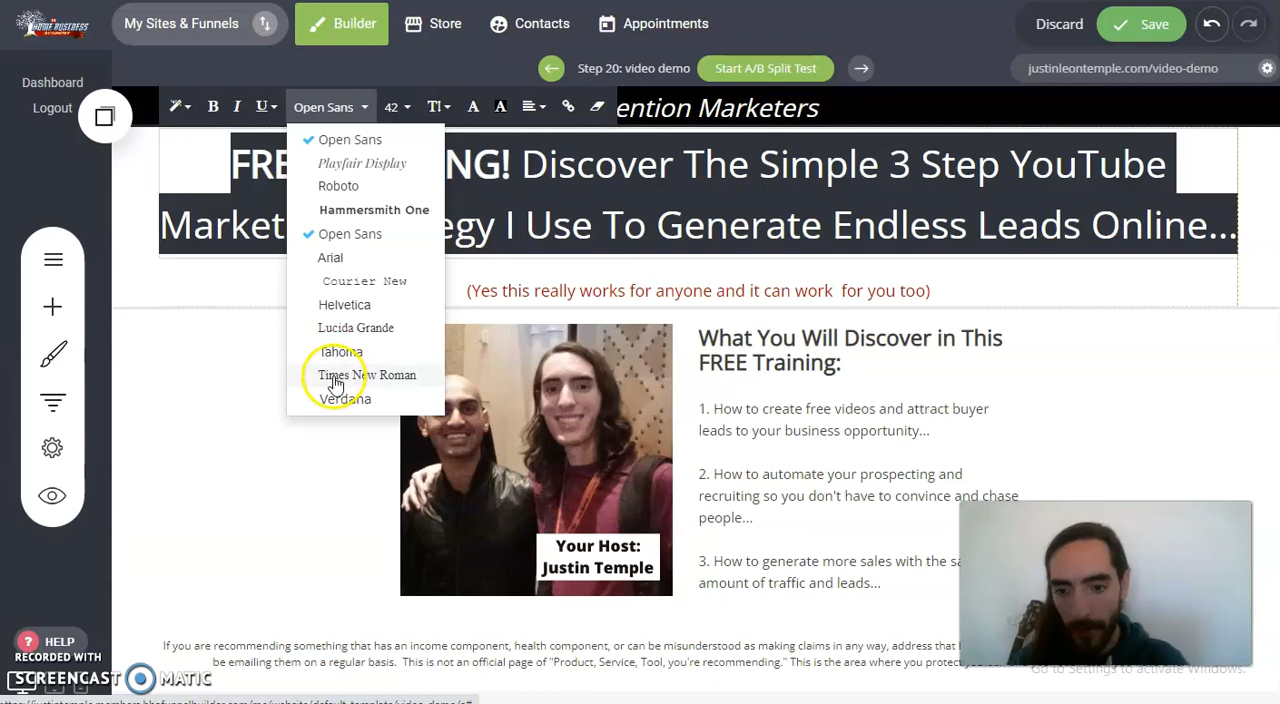 HOME BUSINESS
ACADEMY
My Sites & Funnels
Builder
Store
Contacts
Appointments
Discard
Save
Dashboard
Logout
Step 20: video demo
Start A/B Split Test
justinleontemple.com/video-demo
B I U Open Sans 42 T! A A
ention Marketers
Open Sans
Playfair Display
Roboto
Hammersmith One
Open Sans
Arial
Courier New
Helvetica
Lucida Grande
Tahoma
Times New Roman
Verdana
FRE NG! Discover The Simple 3 Step YouTube
Market egy I Use To Generate Endless Leads Online...
(Yes this really works for anyone and it can work for you too)
What You Will Discover in This
FREE Training:
1. How to create free videos and attract buyer
leads to your business opportunity...
2. How to automate your prospecting and
recruiting so you don't have to convince and chase
people...
3. How to generate more sales with the sa
amount of traffic and leads...
Your Host:
Justin Temple
If you are recommending something that has an income component, health component, or can be misunderstood as making claims in any way, address that
be emailing them on a regular basis. This is not an official page of "Product, Service, Tool, you're recommending." This is the area where you protect
Go to Settings to activate Windows.
? HELP
RECORDED WITH
SCREENCAST MATIC